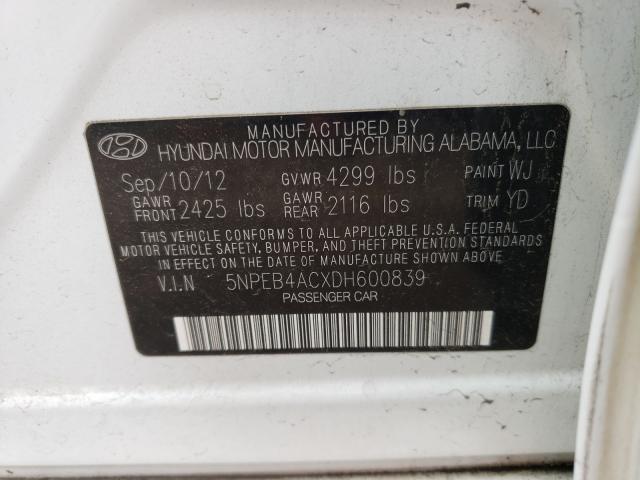 MANUFACTURED BY
HYUNDAI MOTOR MANUFACTURING ALABAMA, LLC
Sep/10/12 GVWR 4299 lbs PAINT WJ
GAWR FRONT 2425 lbs GAWR REAR 2116 lbs TRIM YD
THIS VEHICLE CONFORMS TO ALL APPLICABLE U.S.A. FEDERAL
MOTOR VEHICLE SAFETY, BUMPER, AND THEFT PREVENTION STANDARDS
IN EFFECT ON THE DATE OF MANUFACTURE SHOWN ABOVE.
V.I.N 5NPEB4ACXDH600839
PASSENGER CAR